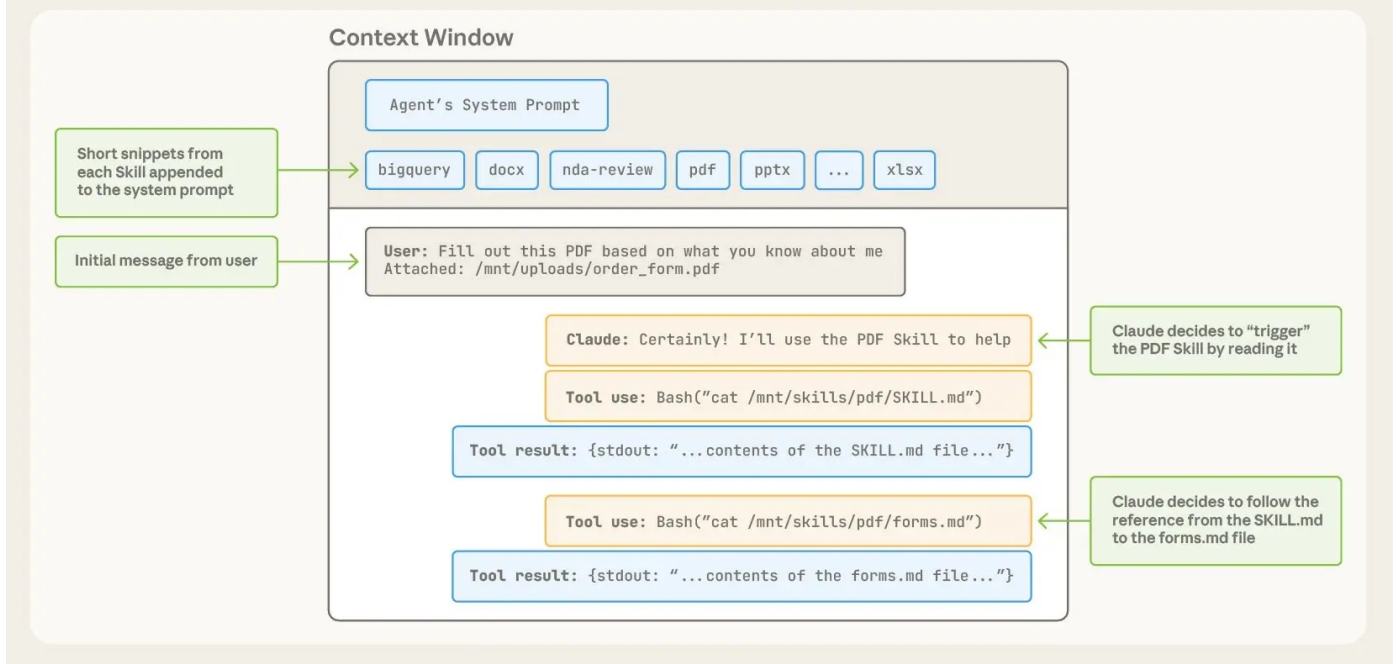 Context Window
Agent’s System Prompt
Short snippets from
each Skill appended
to the system prompt
bigquery
docx
nda-review
pdf
pptx
...
xlsx
Initial message from user
User: Fill out this PDF based on what you know about me
Attached: /mnt/uploads/order_form.pdf
Claude: Certainly! I’ll use the PDF Skill to help
Claude decides to “trigger”
the PDF Skill by reading it
Tool use: Bash(”cat /mnt/skills/pdf/SKILL.md”)
Tool result: {stdout: “...contents of the SKILL.md file...”}
Tool use: Bash(”cat /mnt/skills/pdf/forms.md”)
Claude decides to follow the
reference from the SKILL.md
to the forms.md file
Tool result: {stdout: “...contents of the forms.md file...”}